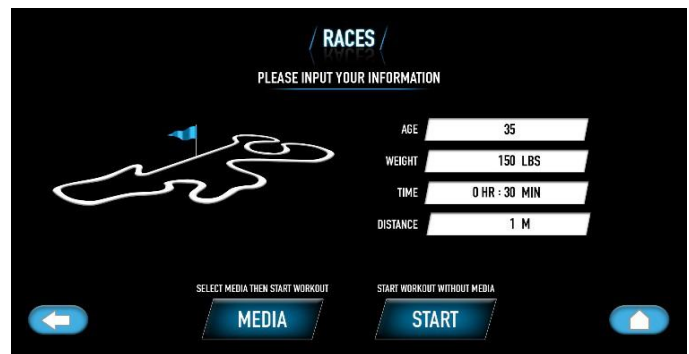 / RACES /
PLEASE INPUT YOUR INFORMATION
AGE 35
WEIGHT 150 LBS
TIME 0 HR : 30 MIN
DISTANCE 1 M
SELECT MEDIA THEN START WORKOUT
MEDIA
START WORKOUT WITHOUT MEDIA
START